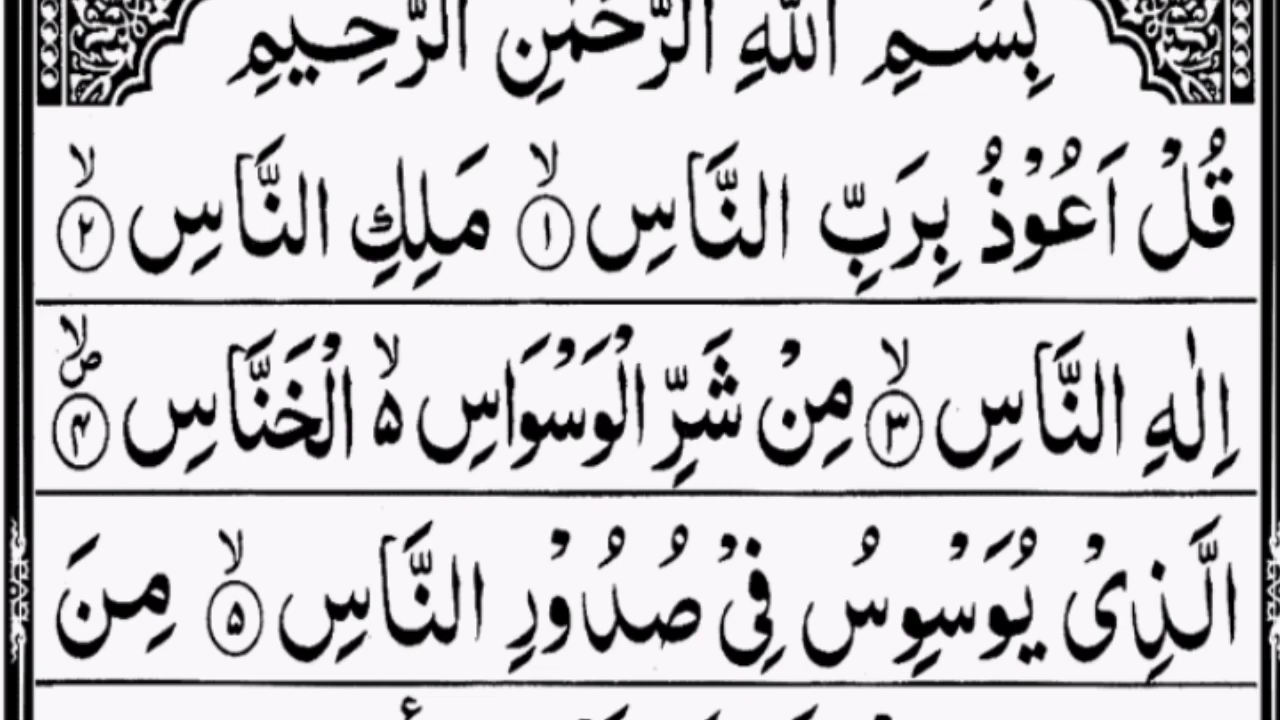 بِسْمِ اللّٰهِ الرَّحْمٰنِ الرَّحِيْمِ
قُلْ اَعُوْذُ بِرَبِّ النَّاسِ ۙ﴿۱﴾ مَلِكِ النَّاسِ ۙ﴿۲﴾
اِلٰهِ النَّاسِ ۙ﴿۳﴾ مِنْ شَرِّ الْوَسْوَاسِ ۙ۵ الْخَنَّاسِ ۪ۙ﴿۴﴾
الَّذِىْ يُوَسْوِسُ فِىْ صُدُوْرِ النَّاسِ ۙ﴿۵﴾ مِنَ